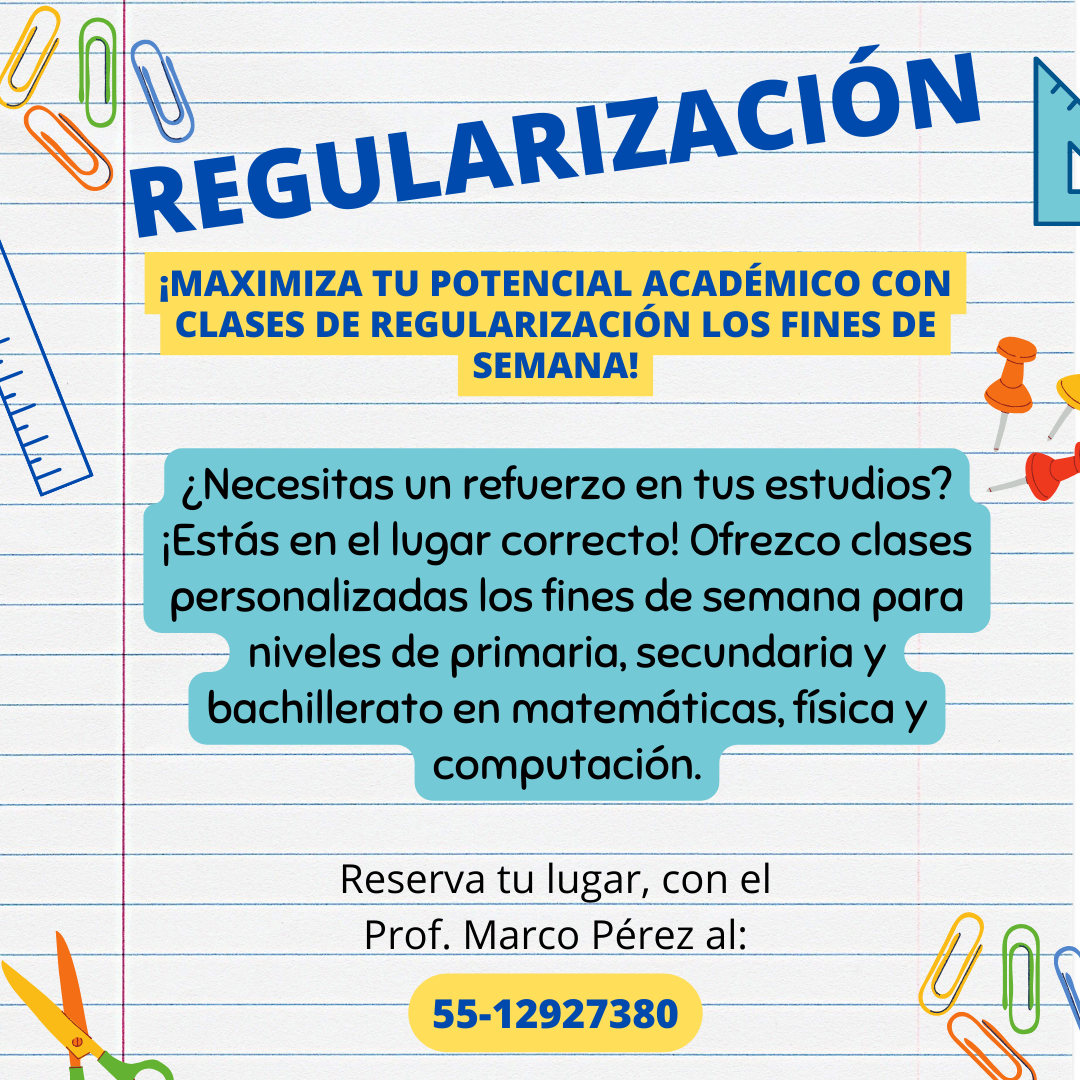 REGULARIZACIÓN
¡MAXIMIZA TU POTENCIAL ACADÉMICO CON
CLASES DE REGULARIZACIÓN LOS FINES DE
SEMANA!
¿Necesitas un refuerzo en tus estudios?
¡Estás en el lugar correcto! Ofrezco clases
personalizadas los fines de semana para
niveles de primaria, secundaria y
bachillerato en matemáticas, física y
computación.
Reserva tu lugar, con el
Prof. Marco Pérez al:
55-12927380